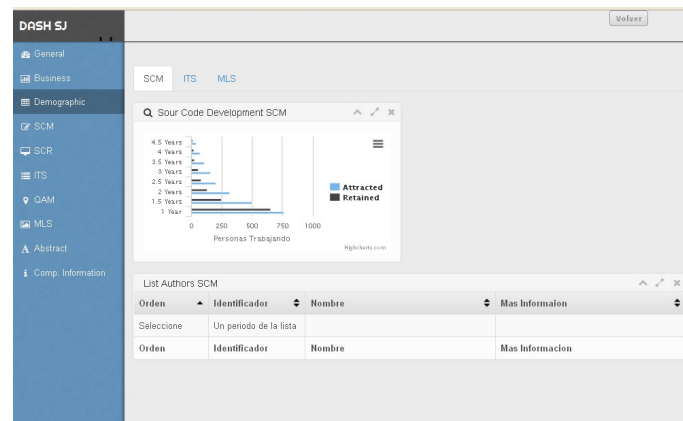 DASH SJ
Volver
General
Business
Demographic
SCM
SCR
ITS
QAM
MLS
Abstract
Comp. Information
SCM ITS MLS
Sour Code Development SCM
4.5 Years
4 Years
3.5 Years
3 Years
2.5 Years
2 Years
1.5 Years
1 Year
0 250 500 750 1000
Personas Trabajando
Attracted
Retained
Highcharts.com
List Authors SCM
Orden Identificador Nombre Mas Informaion
Seleccione Un periodo de la lista
Orden Identificador Nombre Mas Informacion